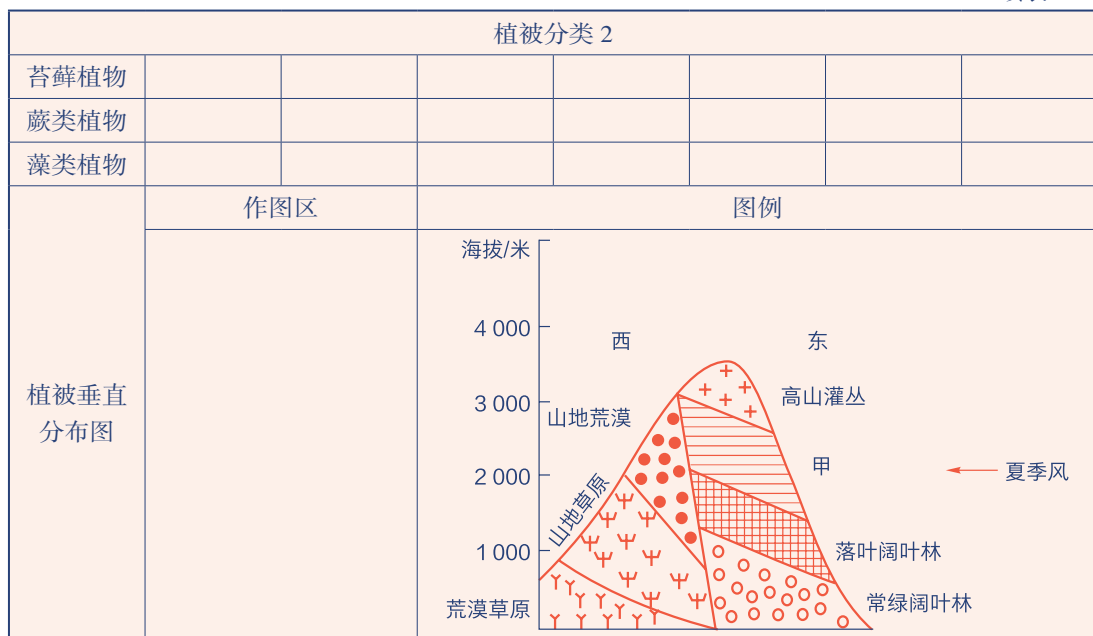 植被分类 2
苔藓植物
蕨类植物
藻类植物
植被垂直
分布图
作图区
图例
海拔/米
4 000
3 000
2 000
1 000
西
东
高山灌丛
山地荒漠
甲
夏季风
山地草原
落叶阔叶林
荒漠草原
常绿阔叶林